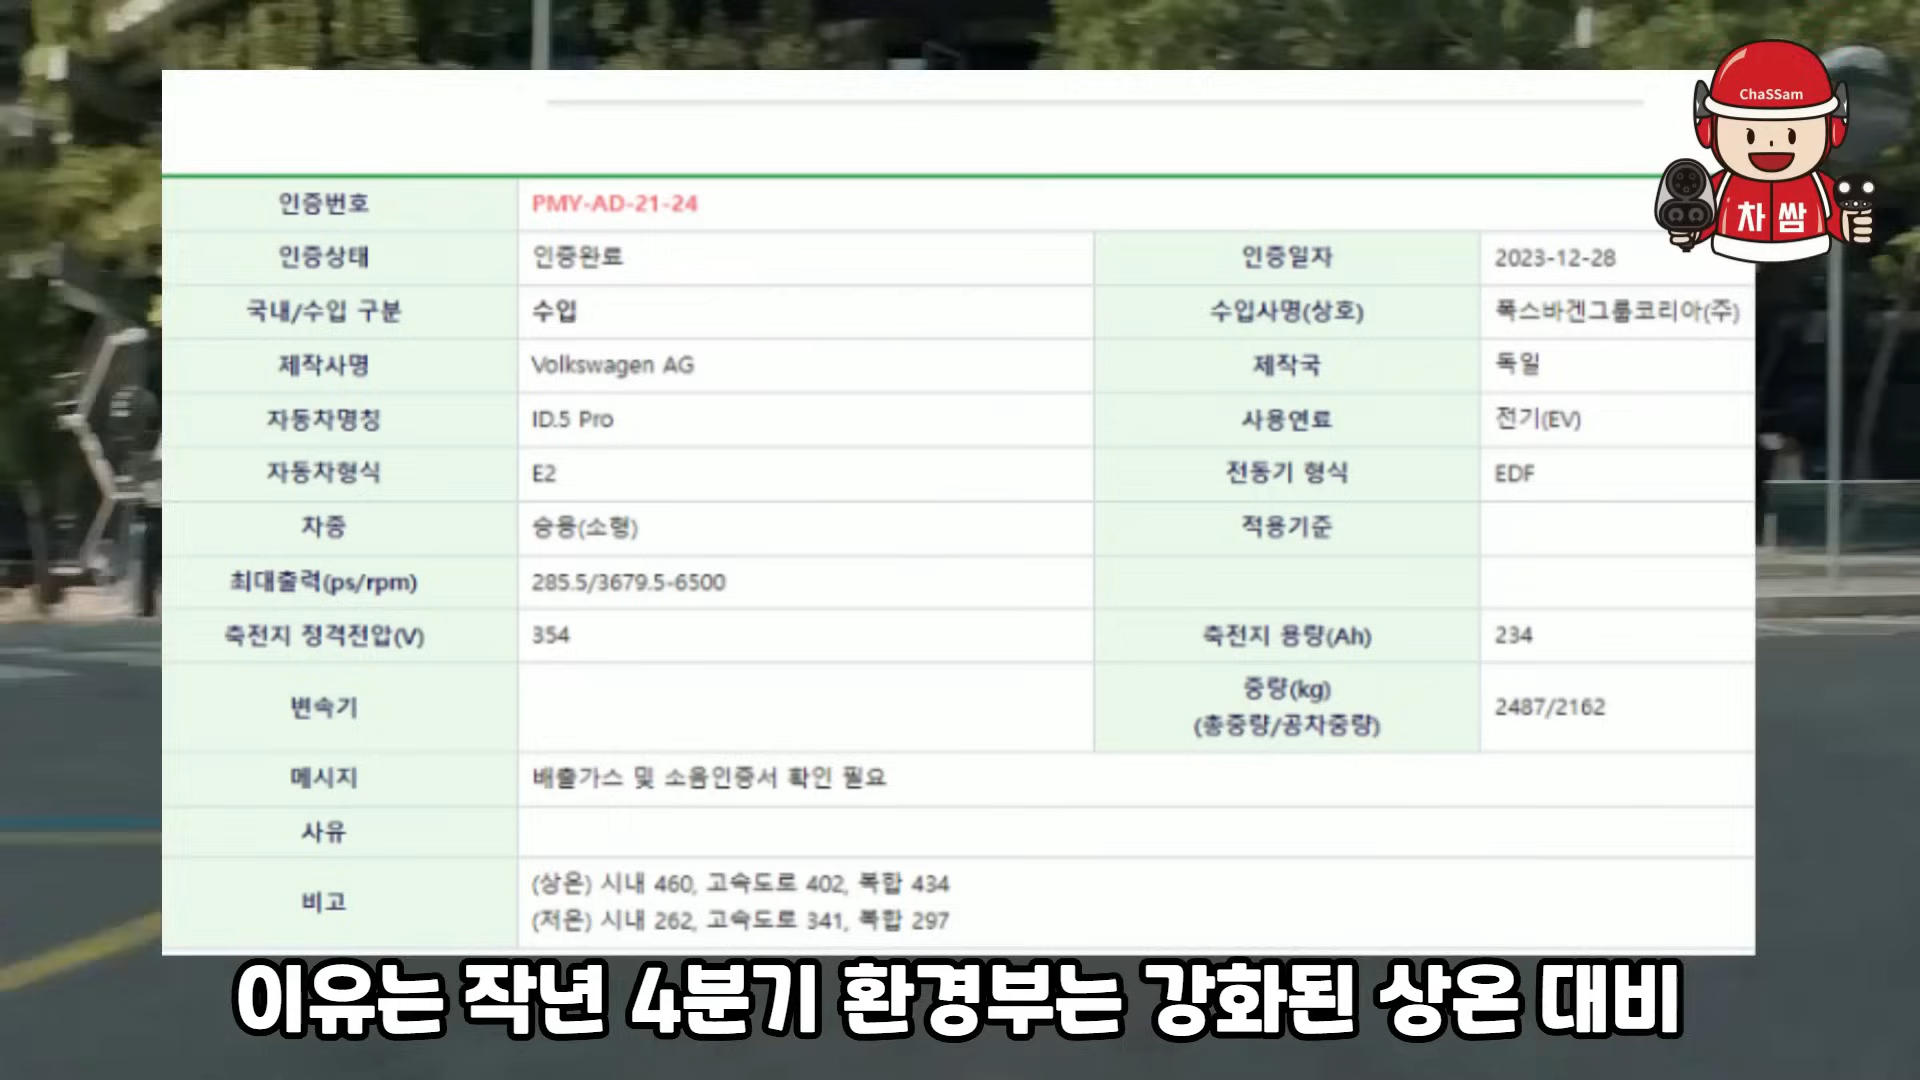 ChaSSam
차쌈
인증번호 PMY-AD-21-24
인증상태 인증완료 인증일자 2023-12-28
국내/수입 구분 수입 수입사명(상호) 폭스바겐그룹코리아(주)
제작사명 Volkswagen AG 제작국 독일
자동차명칭 ID.5 Pro 사용연료 전기(EV)
자동차형식 E2 전동기 형식 EDF
차종 승용(소형) 적용기준
최대출력(ps/rpm) 285.5/3679.5-6500
축전지 정격전압(V) 354 축전지 용량(Ah) 234
변속기 중량(kg) 2487/2162
(총중량/공차중량)
메시지 배출가스 및 소음인증서 확인 필요
사유
비고 (상온) 시내 460, 고속도로 402, 복합 434
(저온) 시내 262, 고속도로 341, 복합 297
이유는 작년 4분기 환경부는 강화된 상온 대비